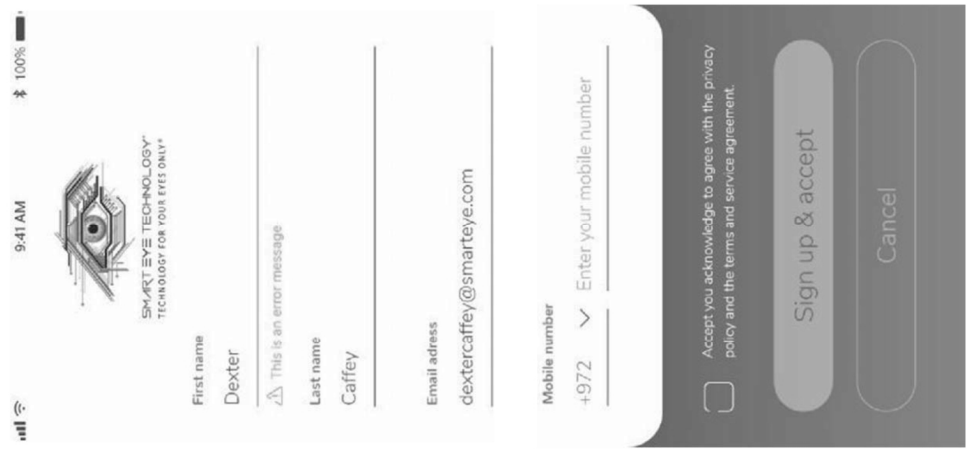 9:41 AM
100%
SMART EYE TECHNOLOGY®
TECHNOLOGY FOR YOUR EYES ONLY®
First name
Dexter
This is an error message
Last name
Caffey
Email adress
dextercaffey@smarteye.com
Mobile number
+972 Enter your mobile number
Accept you acknowledge to agree with the privacy
policy and the terms and service agreement.
Sign up & accept
Cancel